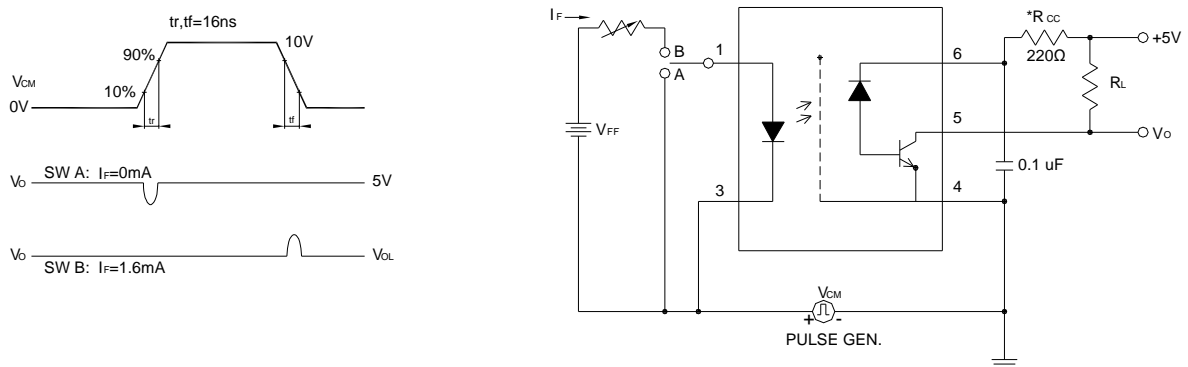 tr,tf=16ns
90%
10V
VCM
10%
0V
tr
tf
VO
SW A: IF=0mA
5V
VO
SW B: IF=1.6mA
VOL
IF
B
A
1
VFF
3
6
5
4
*RCC
220Ω
+5V
RL
VO
0.1 uF
VCM
+
-
PULSE GEN.